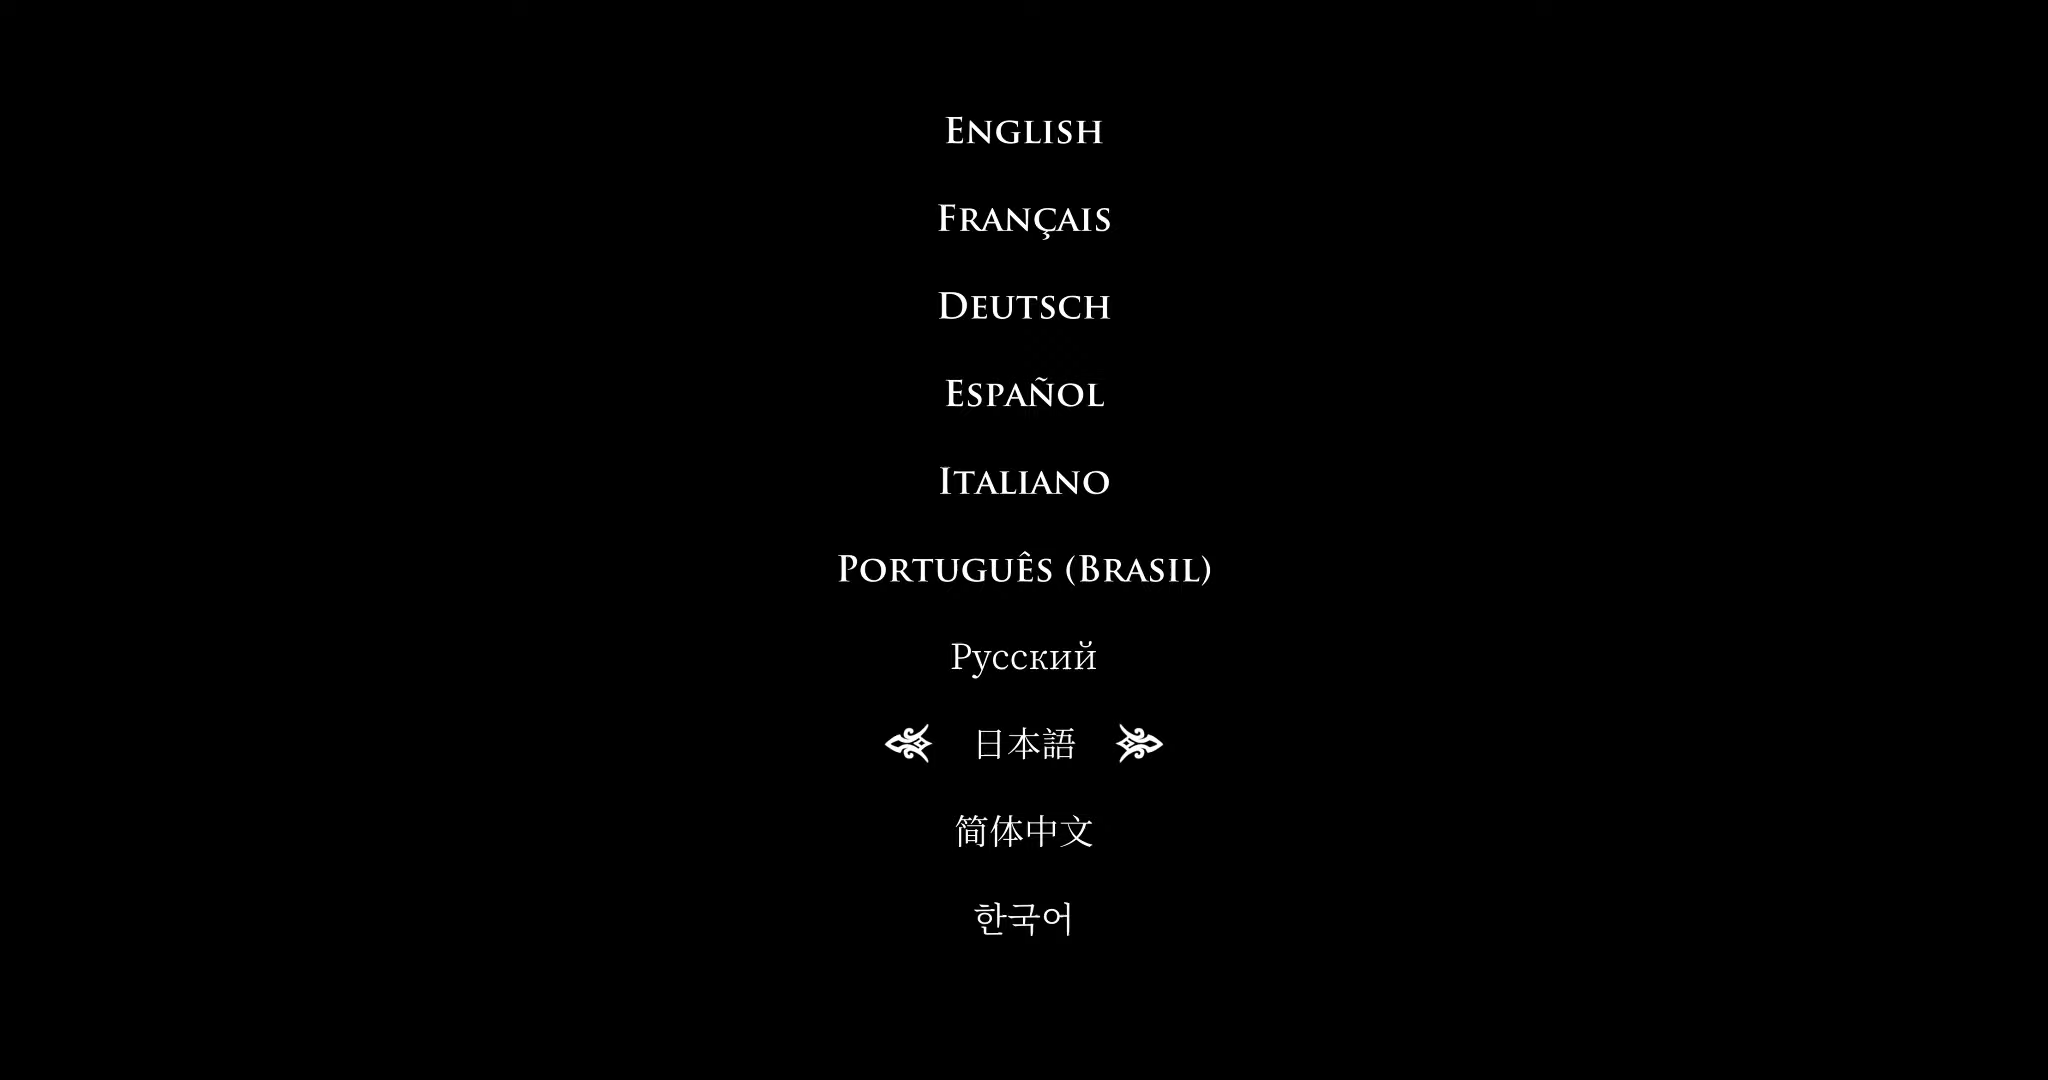 English
Français
Deutsch
Español
Italiano
Português (Brasil)
Русский
日本語
简体中文
한국어